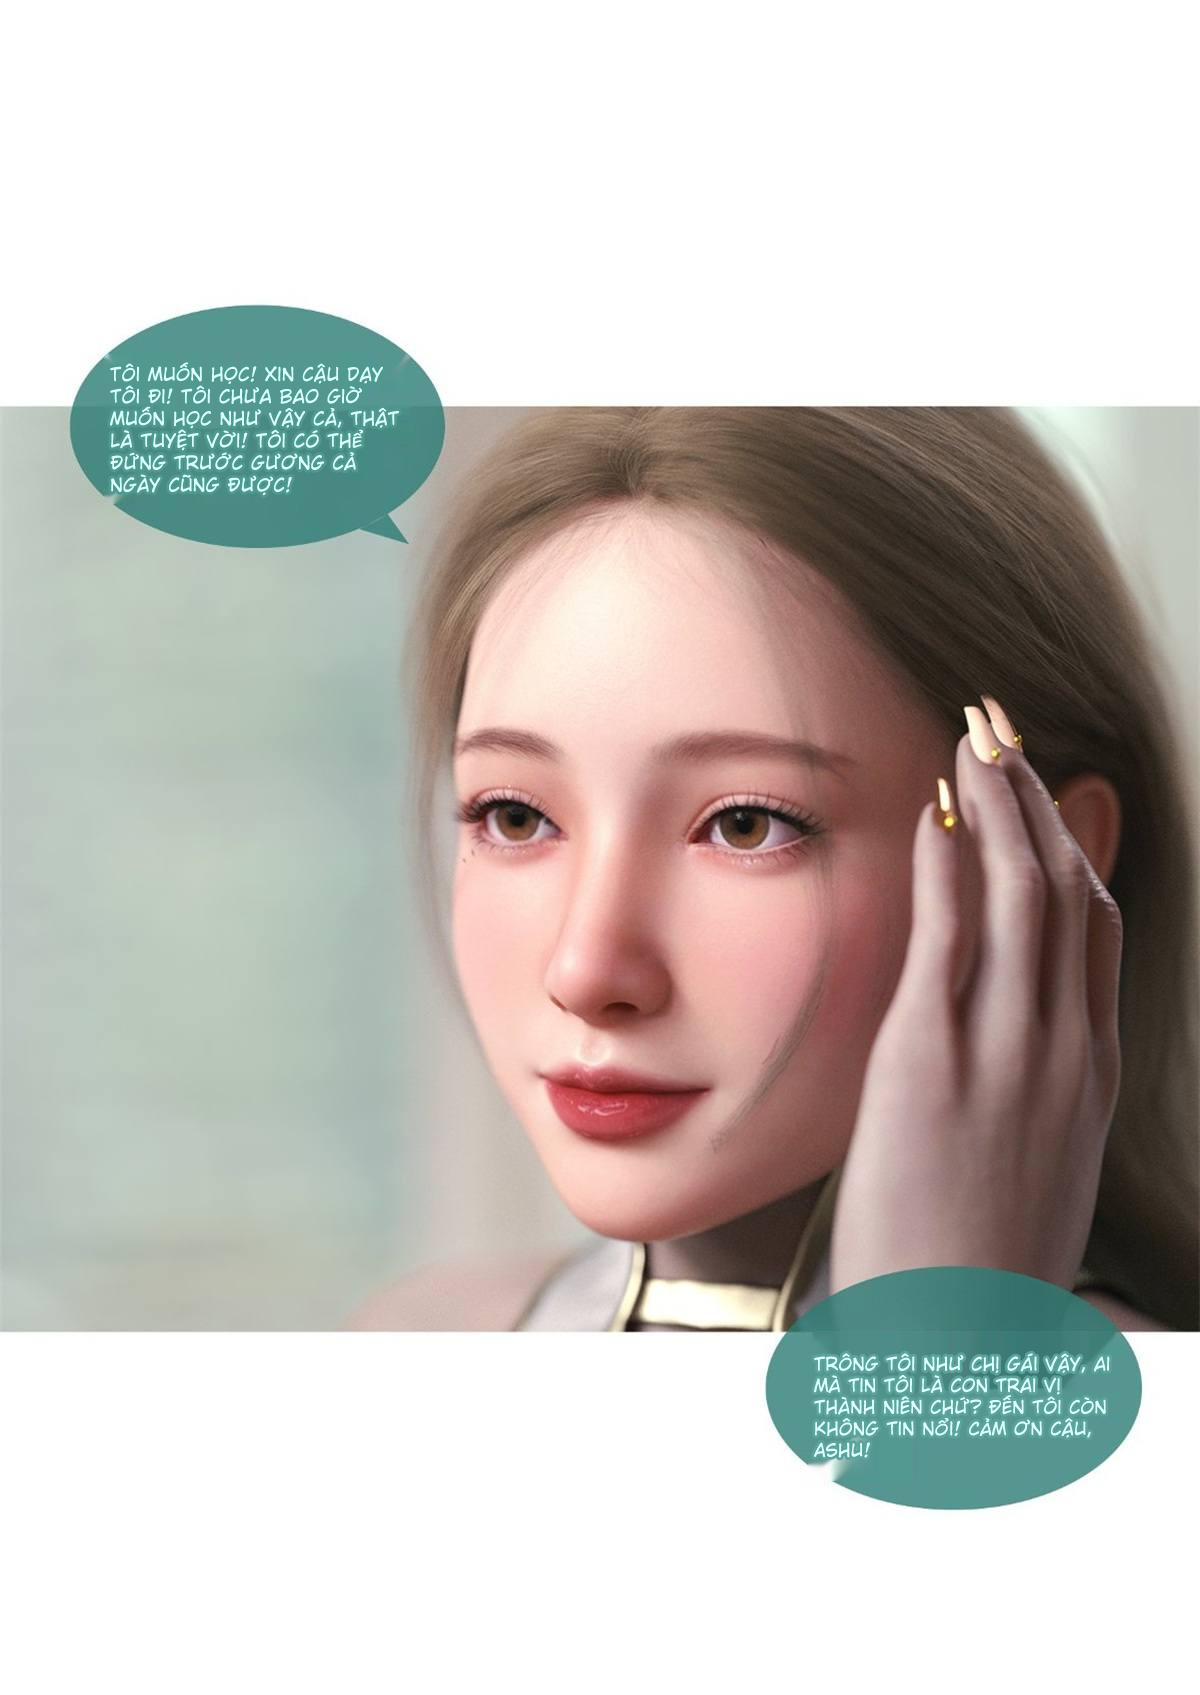 TÔI MUỐN HỌC! XIN CẬU DẠY
TÔI ĐI! TÔI CHƯA BAO GIỜ
MUỐN HỌC NHƯ VẬY CẢ, THẬT
LÀ TUYỆT VỜI! TÔI CÓ THỂ
ĐỨNG TRƯỚC GƯƠNG CẢ
NGÀY CŨNG ĐƯỢC!
TRÔNG TÔI NHƯ CHỊ GÁI VẬY, AI
MÀ TIN TÔI LÀ CON TRAI VỊ
THÀNH NIÊN CHỨ? ĐẾN TÔI CÒN
KHÔNG TIN NỔI! CẢM ƠN CẬU,
ASHU!